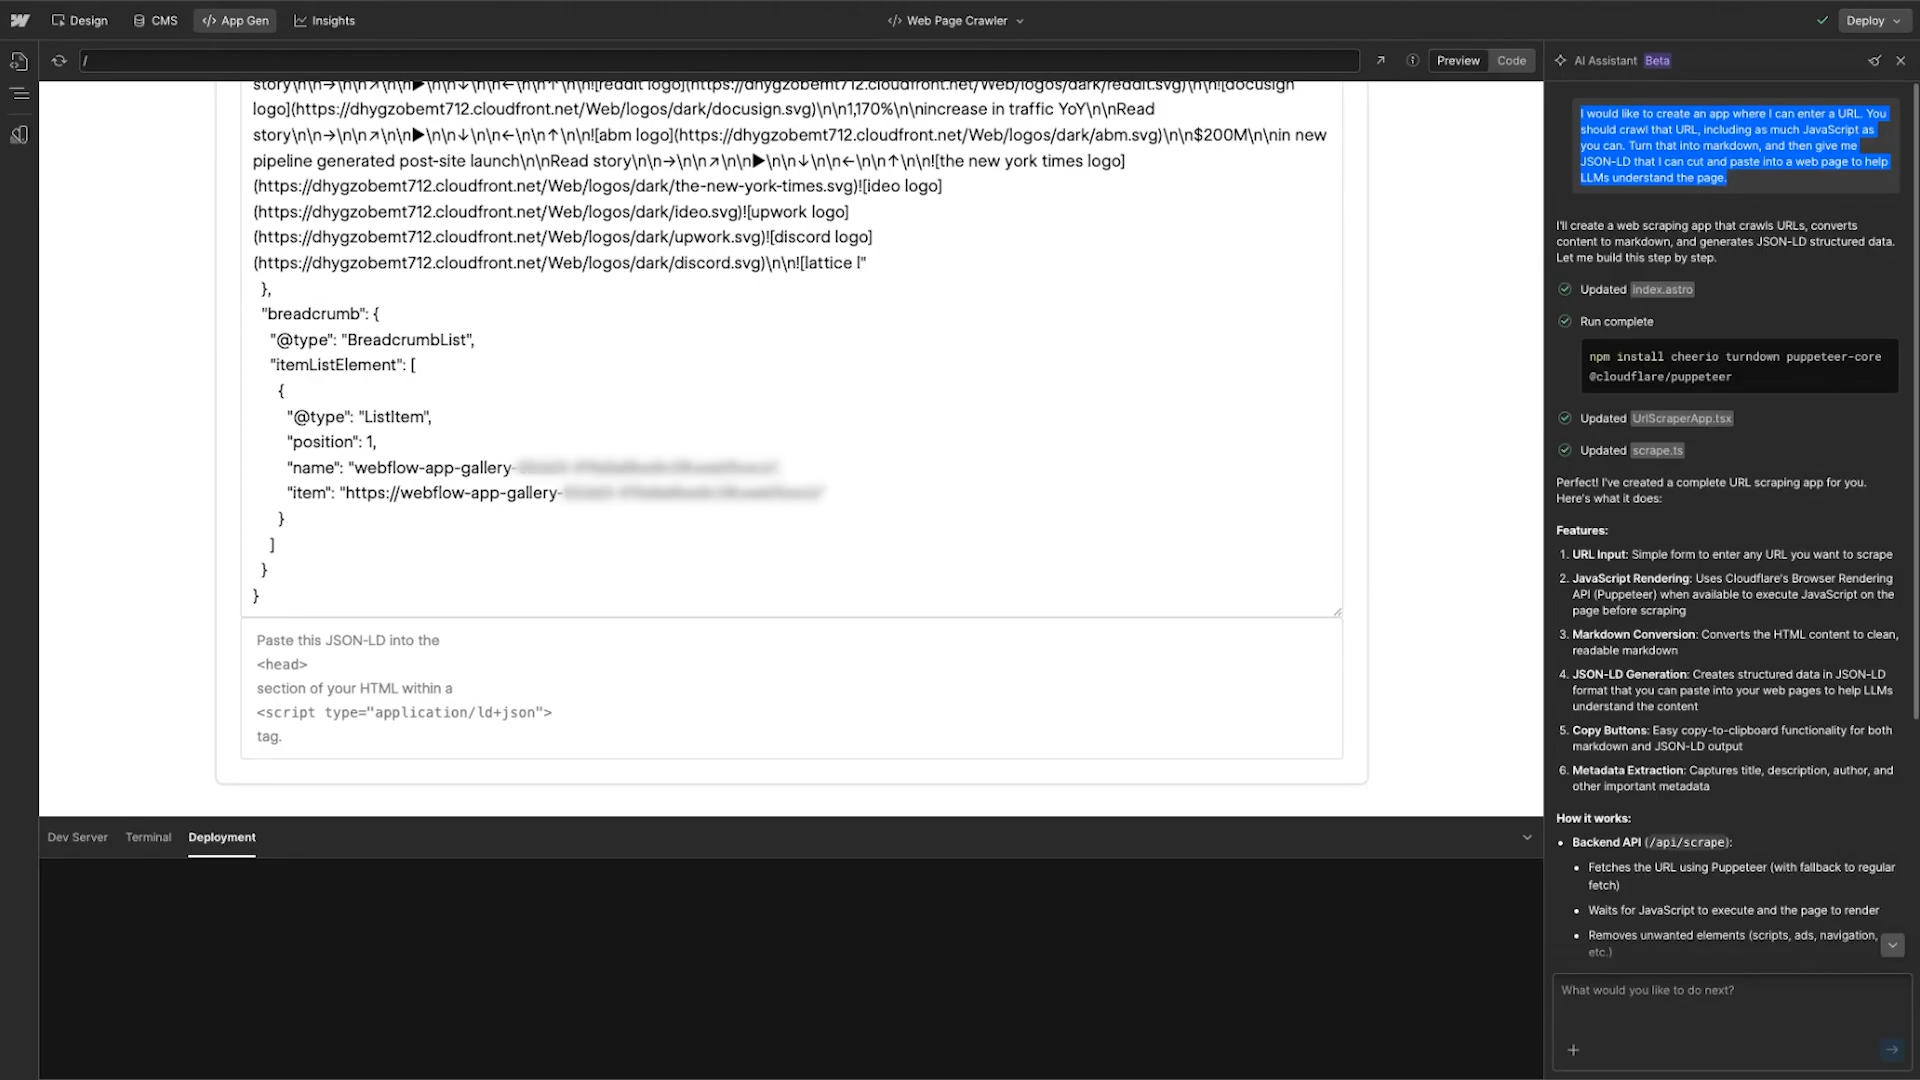 Design
CMS
</> App Gen
Insights
</> Web Page Crawler
Deploy
/
Preview
Code
AI Assistant Beta
story\n\n→\n\n↗\n\n▶\n\n↓\n\n←\n\n↑\n\n![reddit logo](https://dhygzobemt712.cloudfront.net/Web/logos/dark/reddit.svg)\n\n![docusign
logo](https://dhygzobemt712.cloudfront.net/Web/logos/dark/docusign.svg)\n\n1,170%\n\nincrease in traffic YoY\n\nRead
story\n\n→\n\n↗\n\n▶\n\n↓\n\n←\n\n↑\n\n![abm logo](https://dhygzobemt712.cloudfront.net/Web/logos/dark/abm.svg)\n\n$200M\n\nin new
pipeline generated post-site launch\n\nRead story\n\n→\n\n↗\n\n▶\n\n↓\n\n←\n\n↑\n\n![the new york times logo]
(https://dhygzobemt712.cloudfront.net/Web/logos/dark/the-new-york-times.svg)![ideo logo]
(https://dhygzobemt712.cloudfront.net/Web/logos/dark/ideo.svg)![upwork logo]
(https://dhygzobemt712.cloudfront.net/Web/logos/dark/upwork.svg)![discord logo]
(https://dhygzobemt712.cloudfront.net/Web/logos/dark/discord.svg)\n\n![lattice l"
},
"breadcrumb": {
"@type": "BreadcrumbList",
"itemListElement": [
{
"@type": "ListItem",
"position": 1,
"name": "webflow-app-gallery-
"item": "https://webflow-app-gallery-
}
]
}
}
Paste this JSON-LD into the
<head>
section of your HTML within a
<script type="application/ld+json">
tag.
Dev Server
Terminal
Deployment
I would like to create an app where I can enter a URL. You
should crawl that URL, including as much JavaScript as
you can. Turn that into markdown, and then give me
JSON-LD that I can cut and paste into a web page to help
LLMs understand the page.
I'll create a web scraping app that crawls URLs, converts
content to markdown, and generates JSON-LD structured data.
Let me build this step by step.
Updated index.astro
Run complete
npm install cheerio turndown puppeteer-core
@cloudflare/puppeteer
Updated UrlScraperApp.tsx
Updated scrape.ts
Perfect! I've created a complete URL scraping app for you.
Here's what it does:
Features:
1. URL Input: Simple form to enter any URL you want to scrape
2. JavaScript Rendering: Uses Cloudflare's Browser Rendering
API (Puppeteer) when available to execute JavaScript on the
page before scraping
3. Markdown Conversion: Converts the HTML content to clean,
readable markdown
4. JSON-LD Generation: Creates structured data in JSON-LD
format that you can paste into your web pages to help LLMs
understand the content
5. Copy Buttons: Easy copy-to-clipboard functionality for both
markdown and JSON-LD output
6. Metadata Extraction: Captures title, description, author, and
other important metadata
How it works:
• Backend API (/api/scrape):
• Fetches the URL using Puppeteer (with fallback to regular
fetch)
• Waits for JavaScript to execute and the page to render
• Removes unwanted elements (scripts, ads, navigation,
etc.)
What would you like to do next?